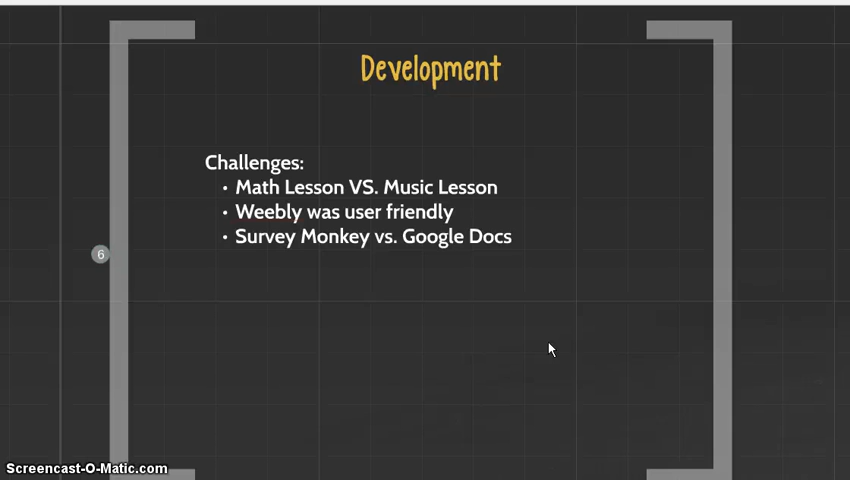 Development
Challenges:
• Math Lesson VS. Music Lesson
• Weebly was user friendly
• Survey Monkey vs. Google Docs
6
Screencast-O-Matic.com